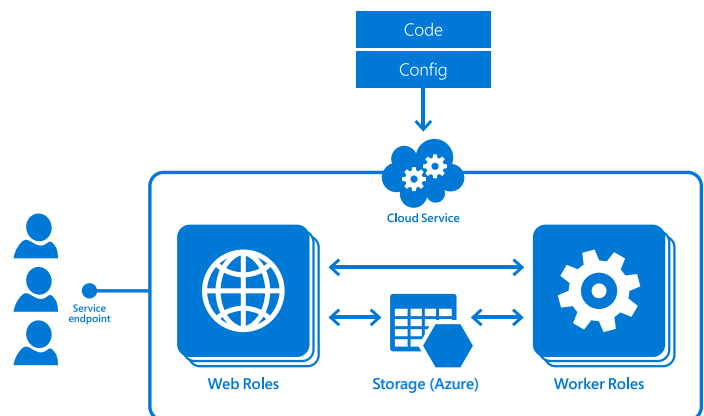 Code
Config
Cloud Service
Service
endpoint
Web Roles
Storage (Azure)
Worker Roles